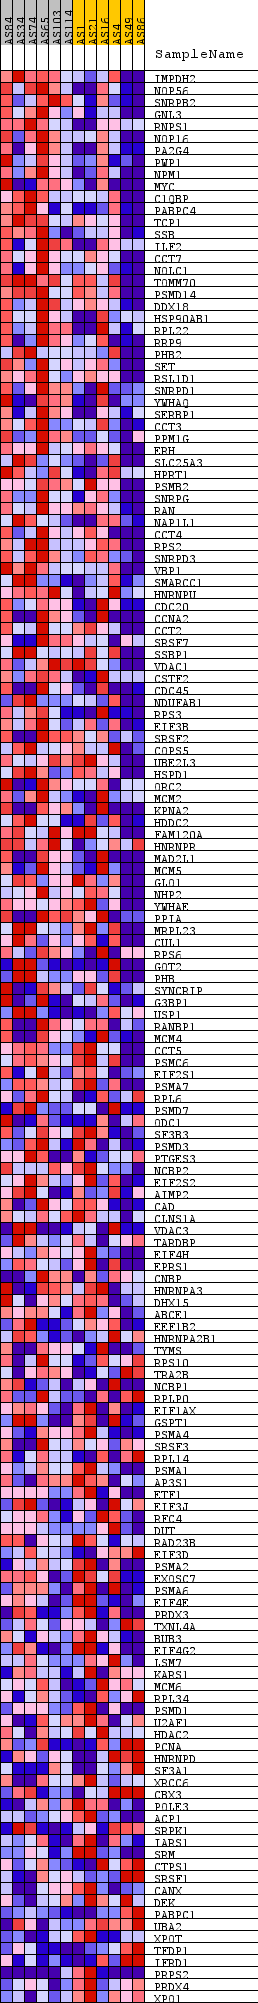 AS84 AS34 AS74 AS65 AS103 AS114 AS1 AS21 AS16 AS4 AS49 AS86
SampleName
IMPDH2
NOP56
SNRPB2
GNL3
RNPS1
NOP16
PA2G4
PWP1
NPM1
MYC
C1QBP
PABPC4
TCP1
SSB
ILF2
CCT7
NOLC1
TOMM70
PSMD14
DDX18
HSP90AB1
RPL22
RRP9
PHB2
SET
RSL1D1
SNRPD1
YWHAQ
SERBP1
CCT3
PPM1G
ERH
SLC25A3
HPRT1
PSMB2
SNRPG
RAN
NAP1L1
CCT4
RPS2
SNRPD3
VBP1
SMARCC1
HNRNPU
CDC20
CCNA2
CCT2
SRSF7
SSBP1
VDAC1
CSTF2
CDC45
NDUFAB1
RPS3
EIF3B
SRSF2
COPS5
UBE2L3
HSPD1
ORC2
MCM2
KPNA2
HDDC2
FAM120A
HNRNPR
MAD2L1
MCM5
GLO1
NHP2
YWHAE
PPIA
MRPL23
CUL1
RPS6
GOT2
PHB
SYNCRIP
G3BP1
USP1
RANBP1
MCM4
CCT5
PSMC6
EIF2S1
PSMA7
RPL6
PSMD7
ODC1
SF3B3
PSMD3
PTGES3
NCBP2
EIF2S2
AIMP2
CAD
CLNS1A
VDAC3
TARDBP
EIF4H
EPRS1
CNBP
HNRNPA3
DHX15
ABCE1
EEF1B2
HNRNPA2B1
TYMS
RPS10
TRA2B
NCBP1
RPLP0
EIF1AX
GSPT1
PSMA4
SRSF3
RPL14
PSMA1
AP3S1
ETF1
EIF3J
RFC4
DUT
RAD23B
EIF3D
PSMA2
EXOSC7
PSMA6
EIF4E
PRDX3
TXNL4A
BUB3
EIF4G2
LSM7
KARS1
MCM6
RPL34
PSMD1
U2AF1
HDAC2
PCNA
HNRNPD
SF3A1
XRCC6
CBX3
POLE3
ACP1
SRPK1
IARS1
SRM
CTPS1
SRSF1
CANX
DEK
PABPC1
UBA2
XPOT
TFDP1
IFRD1
PRPS2
PRDX4
XPO1